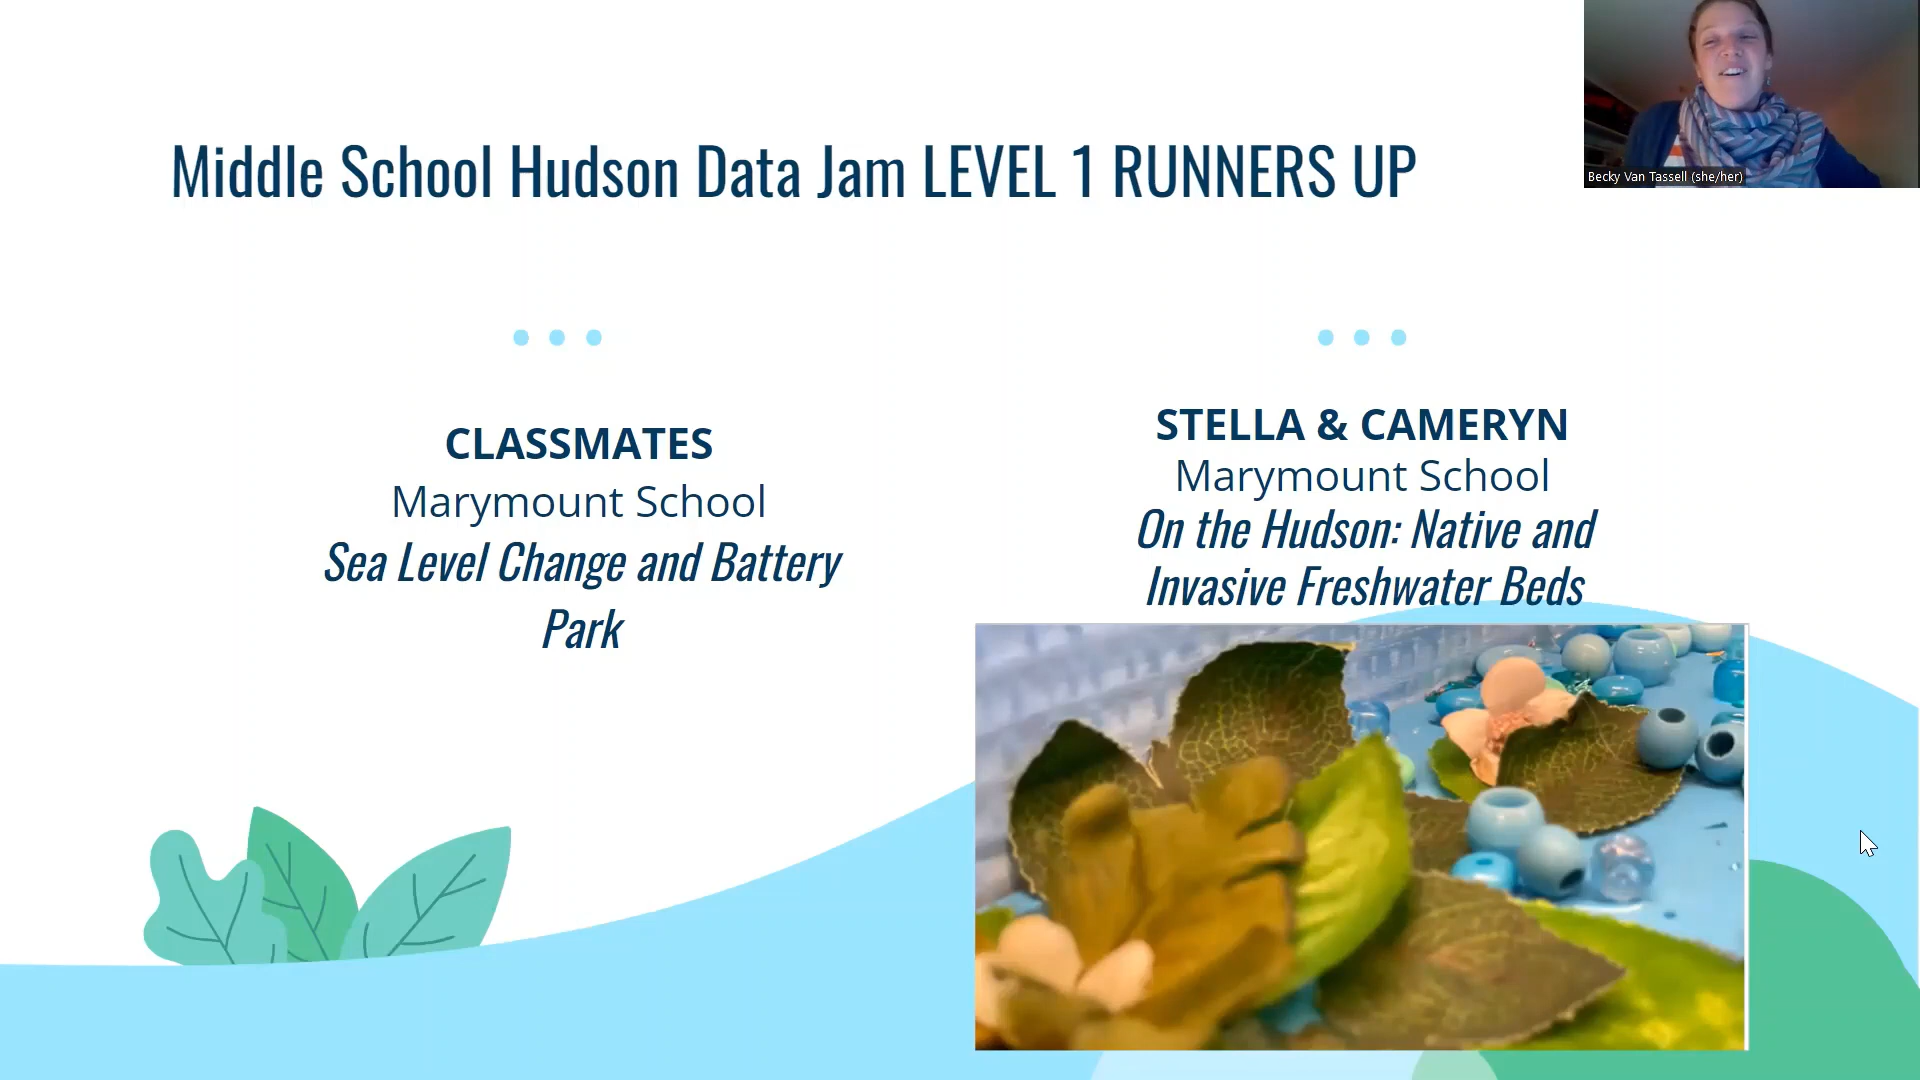 Middle School Hudson Data Jam LEVEL 1 RUNNERS UP
Becky Van Tassell (she/her)
CLASSMATES
Marymount School
Sea Level Change and Battery
Park
STELLA & CAMERYN
Marymount School
On the Hudson: Native and
Invasive Freshwater Beds